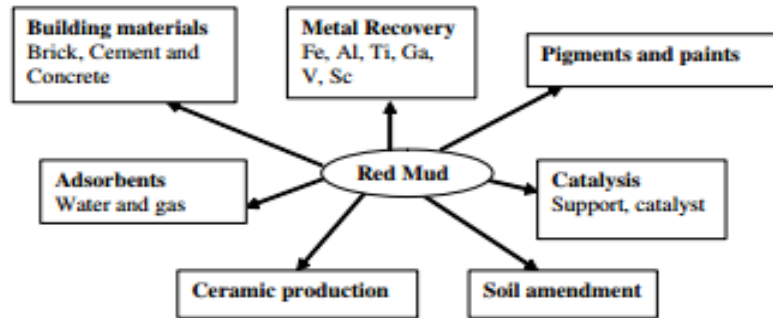 Building materials
Brick, Cement and
Concrete
Metal Recovery
Fe, Al, Ti, Ga,
V, Sc
Pigments and paints
Red Mud
Adsorbents
Water and gas
Catalysis
Support, catalyst
Ceramic production
Soil amendment